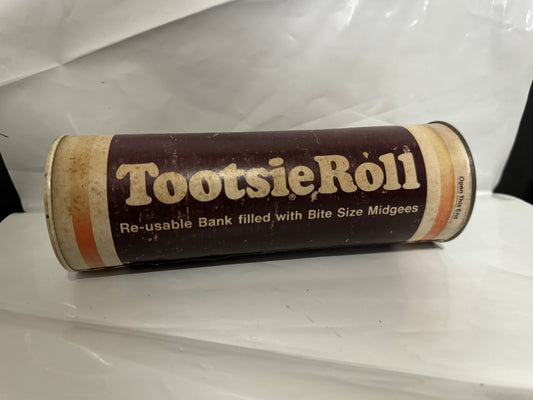 TootsieRoll
Re-usable Bank filled with Bite Size Midgees
Open This End